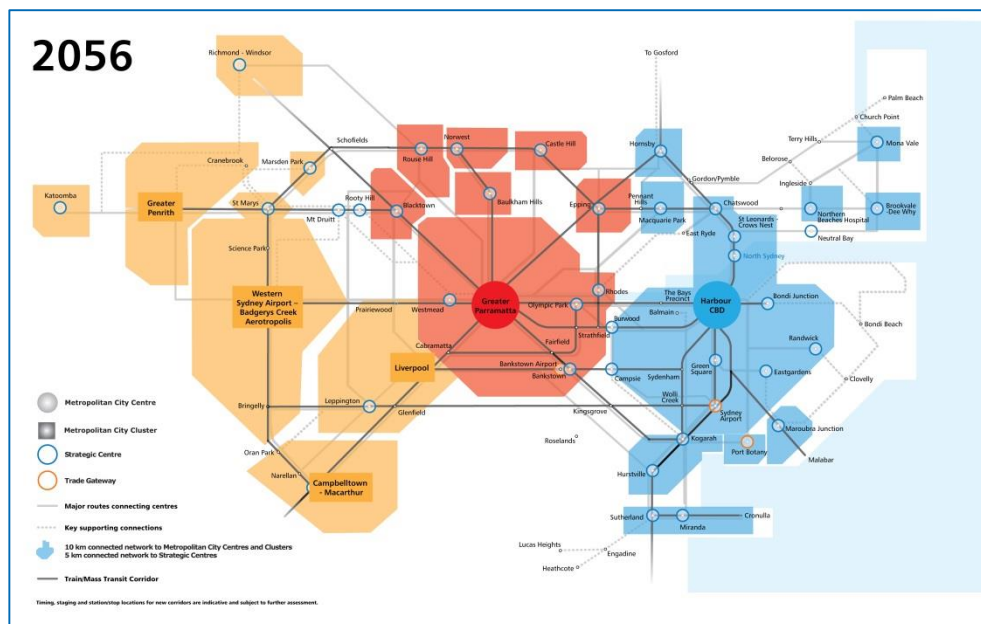 2056
Richmond - Windsor
To Gosford
Palm Beach
Church Point
Schofields
Norwest
Castle Hill
Hornsby
Terry Hills
Mona Vale
Cranebrook
Marsden Park
Rouse Hill
Belorose
Gordon/Pymble
Ingleside
Katoomba
Greater
Penrith
St Marys
Rooty Hill
Mt Druitt
Blacktown
Baulkham Hills
Epping
Pennant
Hills
Macquarie Park
Chatswood
St Leonards
Crows Nest
Northern
Beaches Hospital
Brookvale
-Dee Why
East Ryde
Neutral Bay
Science Park
North Sydney
Western
Sydney Airport –
Badgerys Creek
Aerotropolis
Prairiewood
Westmead
Greater
Parramatta
Olympic Park
Rhodes
The Bays
Precinct
Balmain
Harbour
CBD
Bondi Junction
Burwood
Strathfield
Bondi Beach
Cabramatta
Fairfield
Randwick
Liverpool
Bankstown Airport
Bankstown
Campsie
Sydenham
Green
Square
Eastgardens
Clovelly
Metropolitan City Centre
Metropolitan City Cluster
Strategic Centre
Trade Gateway
Major routes connecting centres
Key supporting connections
10 km connected network to Metropolitan City Centres and Clusters
5 km connected network to Strategic Centres
Train/Mass Transit Corridor
Bringelly
Leppington
Glenfield
Kingsgrove
Wolli
Creek
Sydney
Airport
Oran Park
Roselands
Kogarah
Port Botany
Maroubra Junction
Malabar
Narellan
Campbelltown
- Macarthur
Hurstville
Sutherland
Miranda
Cronulla
Lucas Heights
Engadine
Heathcote
Timing, staging and station/stop locations for new corridors are indicative and subject to further assessment.